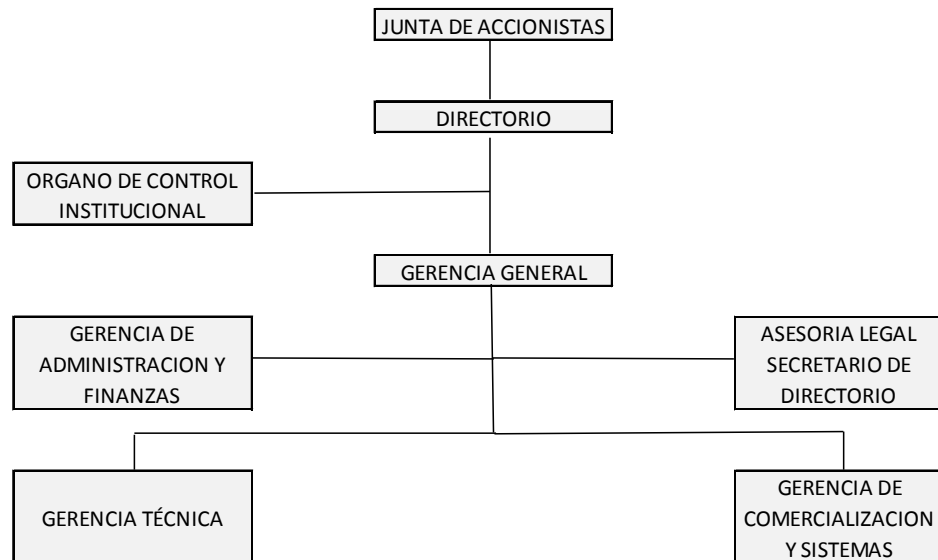 JUNTA DE ACCIONISTAS
DIRECTORIO
ORGANO DE CONTROL
INSTITUCIONAL
GERENCIA GENERAL
GERENCIA DE
ADMINISTRACION Y
FINANZAS
ASESORIA LEGAL
SECRETARIO DE
DIRECTORIO
GERENCIA TÉCNICA
GERENCIA DE
COMERCIALIZACION
Y SISTEMAS